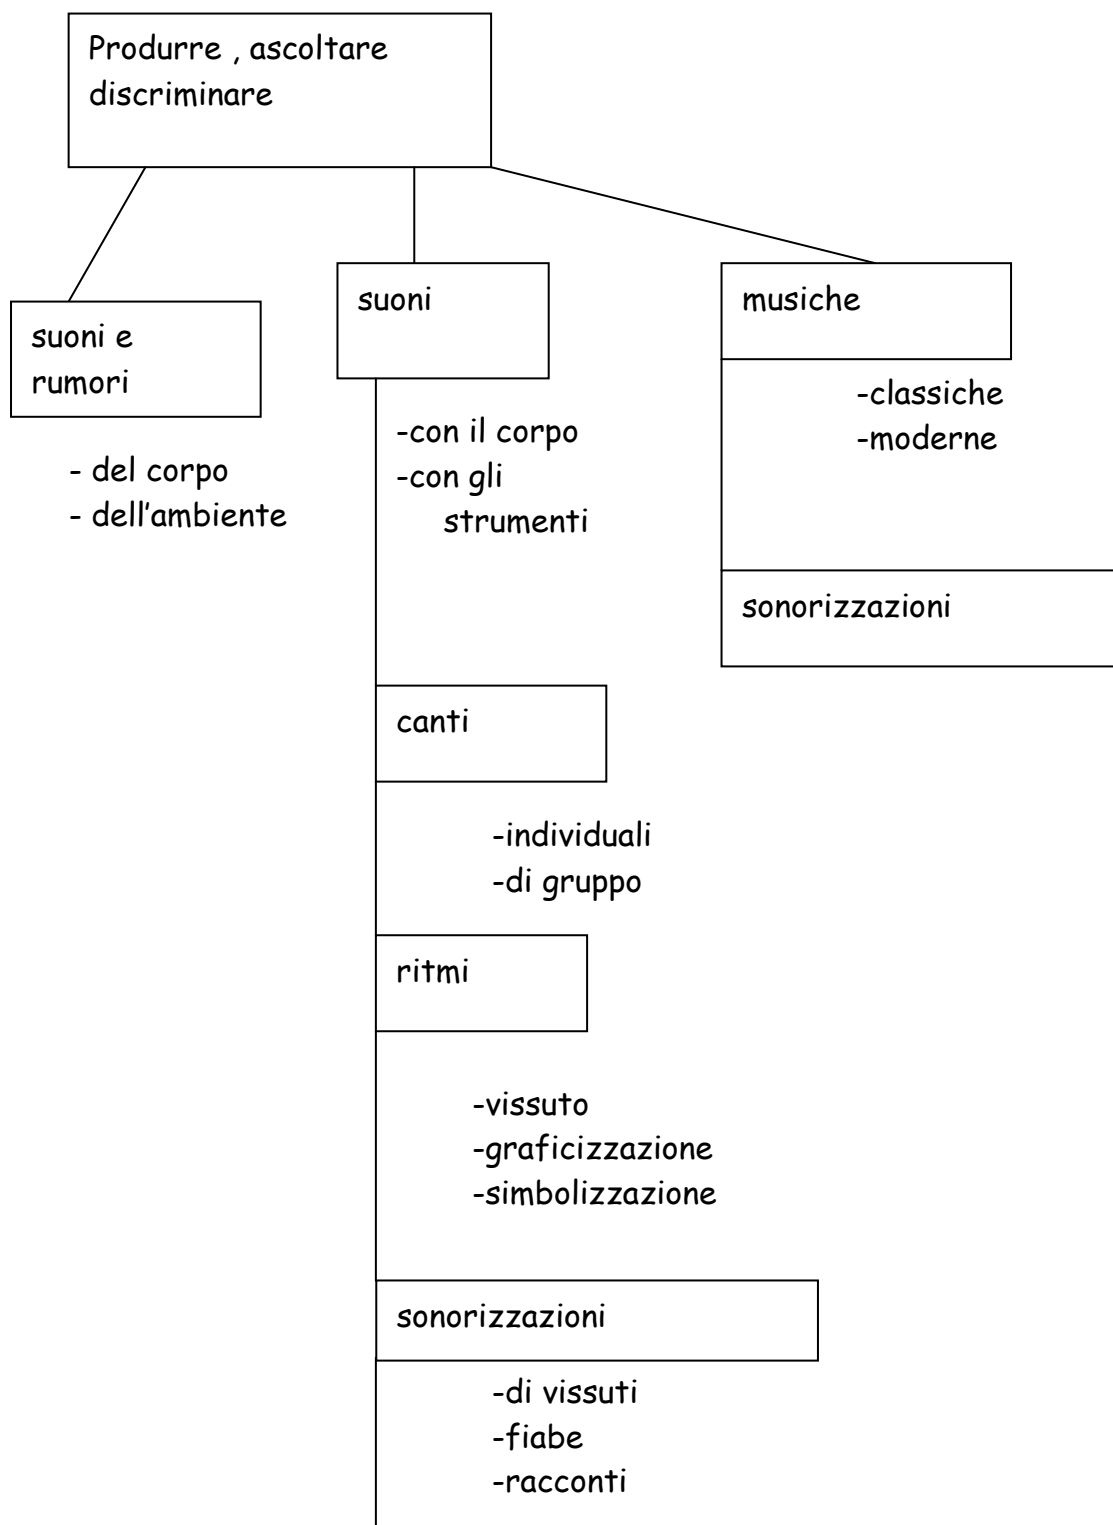 Produrre , ascoltare
discriminare
suoni e
rumori
- del corpo
- dell'ambiente
suoni
-con il corpo
-con gli
strumenti
canti
-individuali
-di gruppo
ritmi
-vissuto
-graficizzazione
-simbolizzazione
sonorizzazioni
-di vissuti
-fiabe
-racconti
musiche
-classiche
-moderne
sonorizzazioni